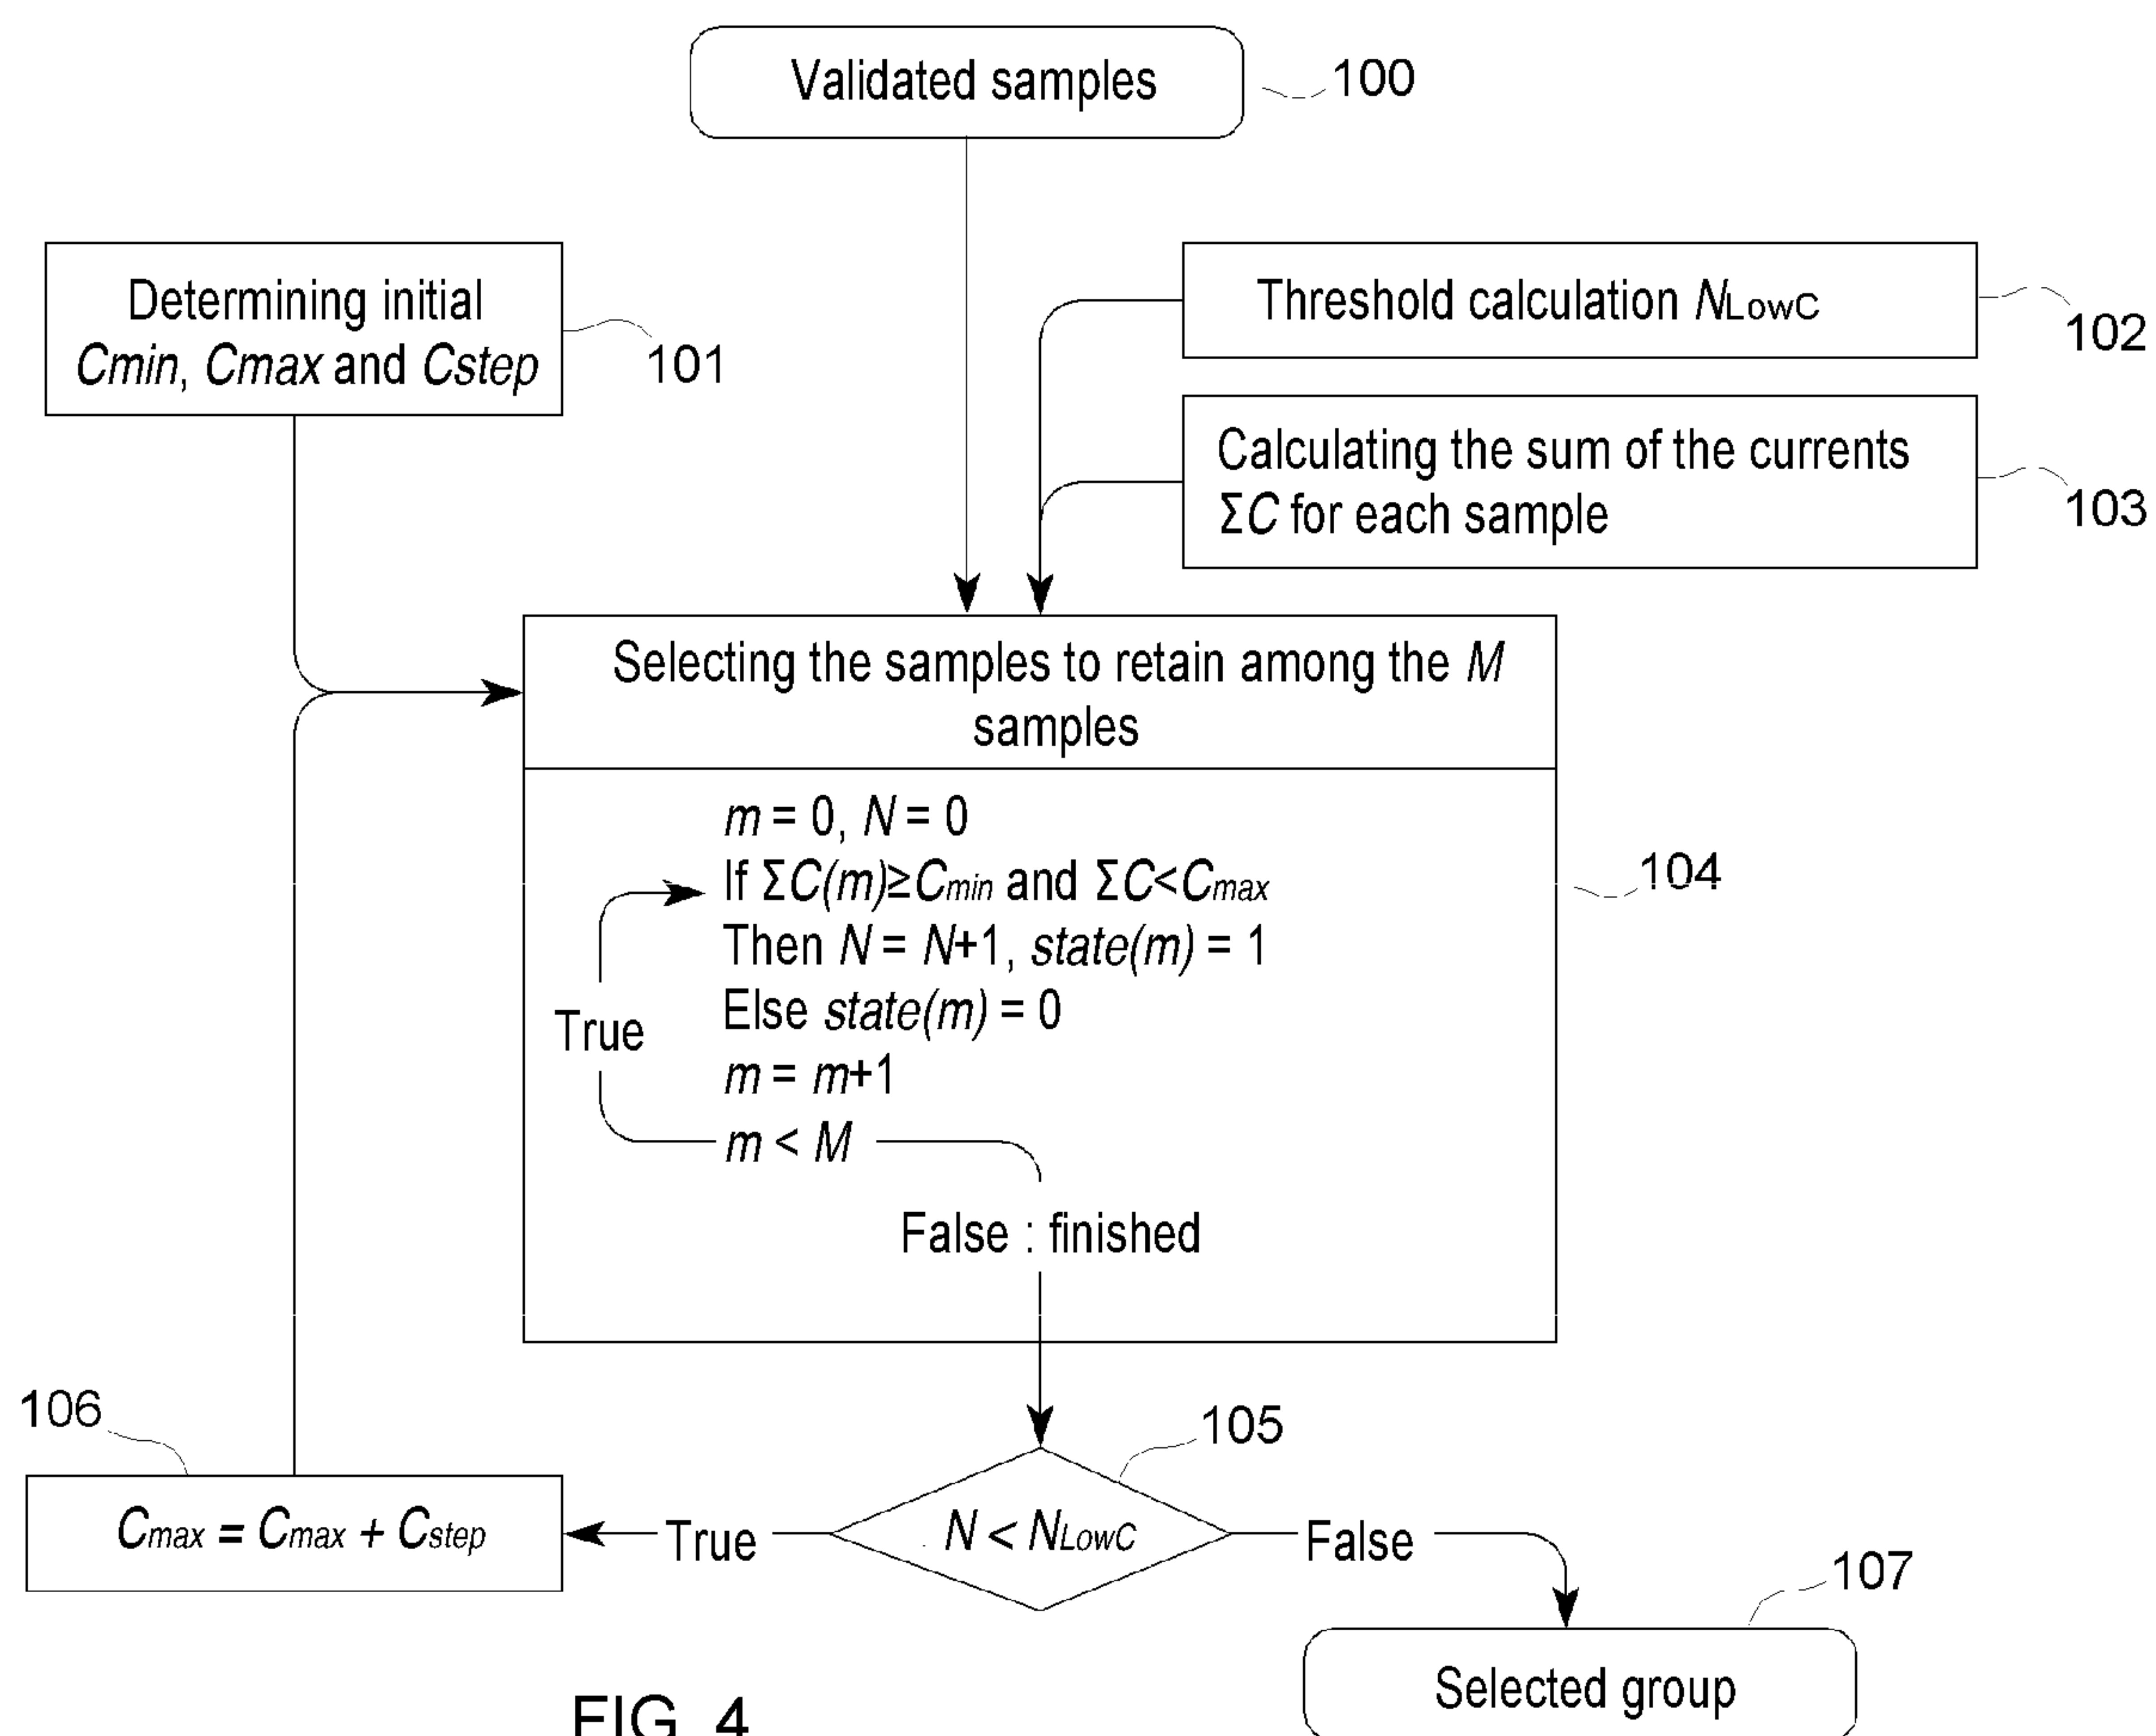 Validated samples
100
Determining initial
Cmin, Cmax and Cstep
101
Threshold calculation NLowC
102
Calculating the sum of the currents
ΣC for each sample
103
Selecting the samples to retain among the M
samples
m = 0, N = 0
If ΣC(m)≥Cmin and ΣC<Cmax
Then N = N+1, state(m) = 1
Else state(m) = 0
m = m+1
m < M
True
False : finished
104
105
N < NLowC
True
False
106
Cmax = Cmax + Cstep
107
Selected group
FIG. 4